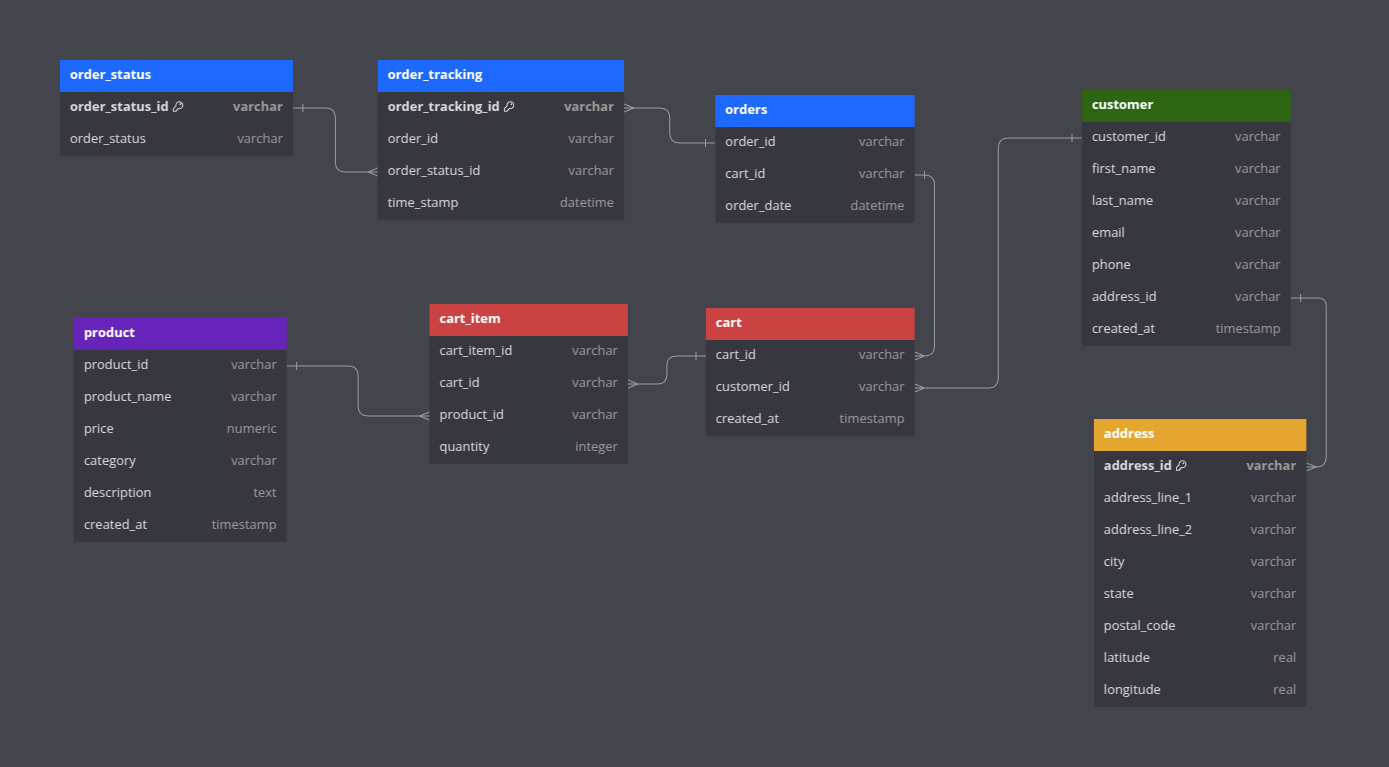 order_status
order_status_id varchar
order_status varchar
order_tracking
order_tracking_id varchar
order_id varchar
order_status_id varchar
time_stamp datetime
orders
order_id varchar
cart_id varchar
order_date datetime
customer
customer_id varchar
first_name varchar
last_name varchar
email varchar
phone varchar
address_id varchar
created_at timestamp
product
product_id varchar
product_name varchar
price numeric
category varchar
description text
created_at timestamp
cart_item
cart_item_id varchar
cart_id varchar
product_id varchar
quantity integer
cart
cart_id varchar
customer_id varchar
created_at timestamp
address
address_id varchar
address_line_1 varchar
address_line_2 varchar
city varchar
state varchar
postal_code varchar
latitude real
longitude real